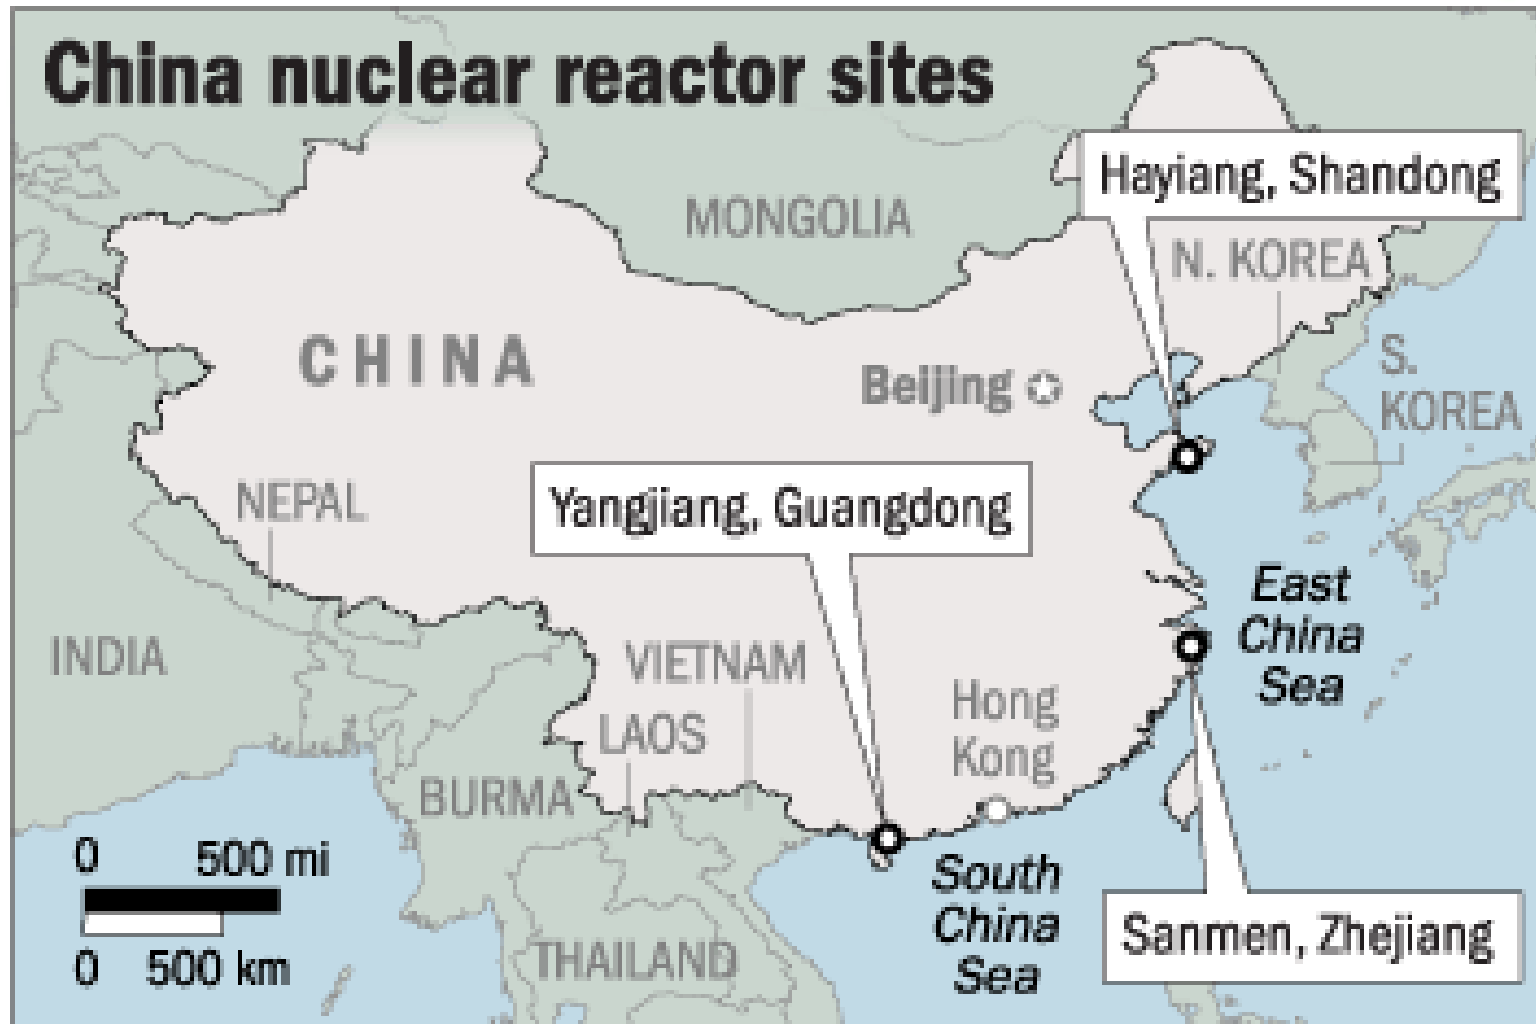 China nuclear reactor sites
Hayiang, Shandong
MONGOLIA
N. KOREA
CHINA
S.
KOREA
Beijing
NEPAL
Yangjiang, Guangdong
East
China
Sea
INDIA
VIETNAM
Hong
Kong
LAOS
BURMA
0 500 mi
0 500 km
South
China
Sea
Sanmen, Zhejiang
THAILAND